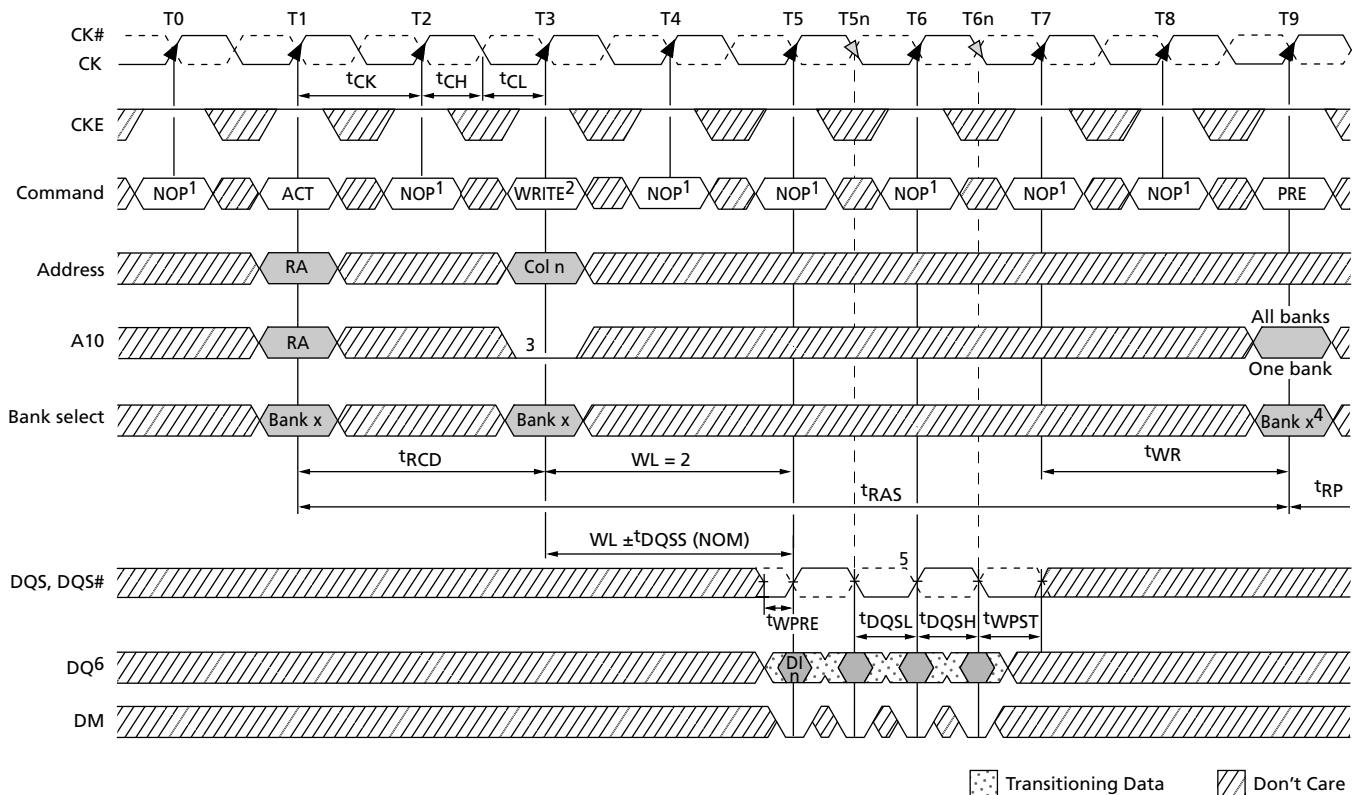 T0 T1 T2 T3 T4 T5 T5n T6 T6n T7 T8 T9
CK#
CK
tCK tCH tCL
CKE
Command NOP1 ACT NOP1 WRITE2 NOP1 NOP1 NOP1 NOP1 NOP1 PRE
Address RA Col n
All banks
A10 RA 3
One bank
Bank select Bank x Bank x Bank x4
tRCD WL = 2 tWR
tRAS tRP
WL ±tDQSS (NOM)
5
DQS, DQS#
tWPRE tDQSL tDQSH tWPST
DQ6 DI
n
DM
Transitioning Data Don't Care